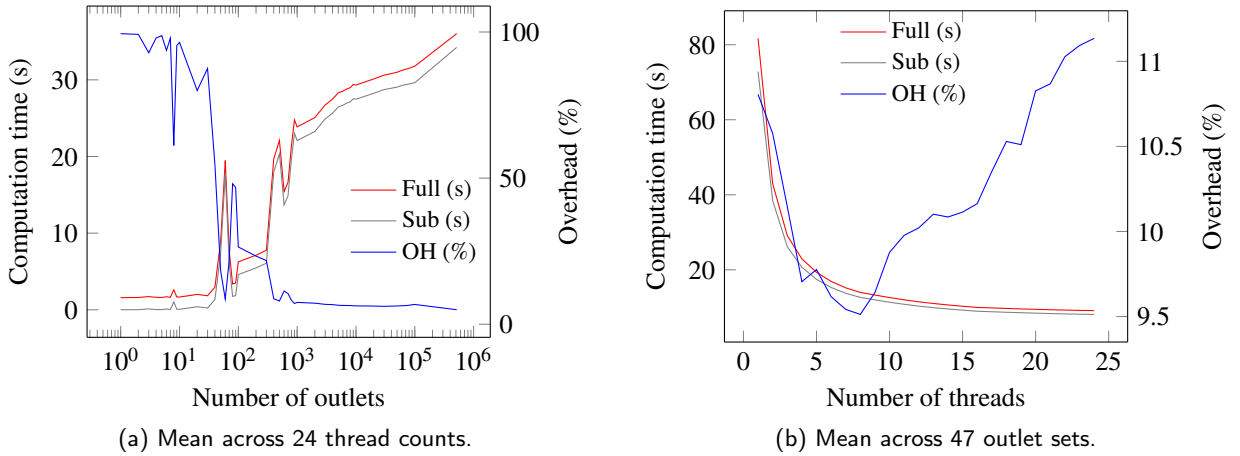 Computation time (s)
30
20
10
0
100
50
0
Overhead (%)
Full (s)
Sub (s)
OH (%)
10^0 10^1 10^2 10^3 10^4 10^5 10^6
Number of outlets
(a) Mean across 24 thread counts.
Computation time (s)
80
60
40
20
11
10.5
10
9.5
Overhead (%)
Full (s)
Sub (s)
OH (%)
0 5 10 15 20 25
Number of threads
(b) Mean across 47 outlet sets.